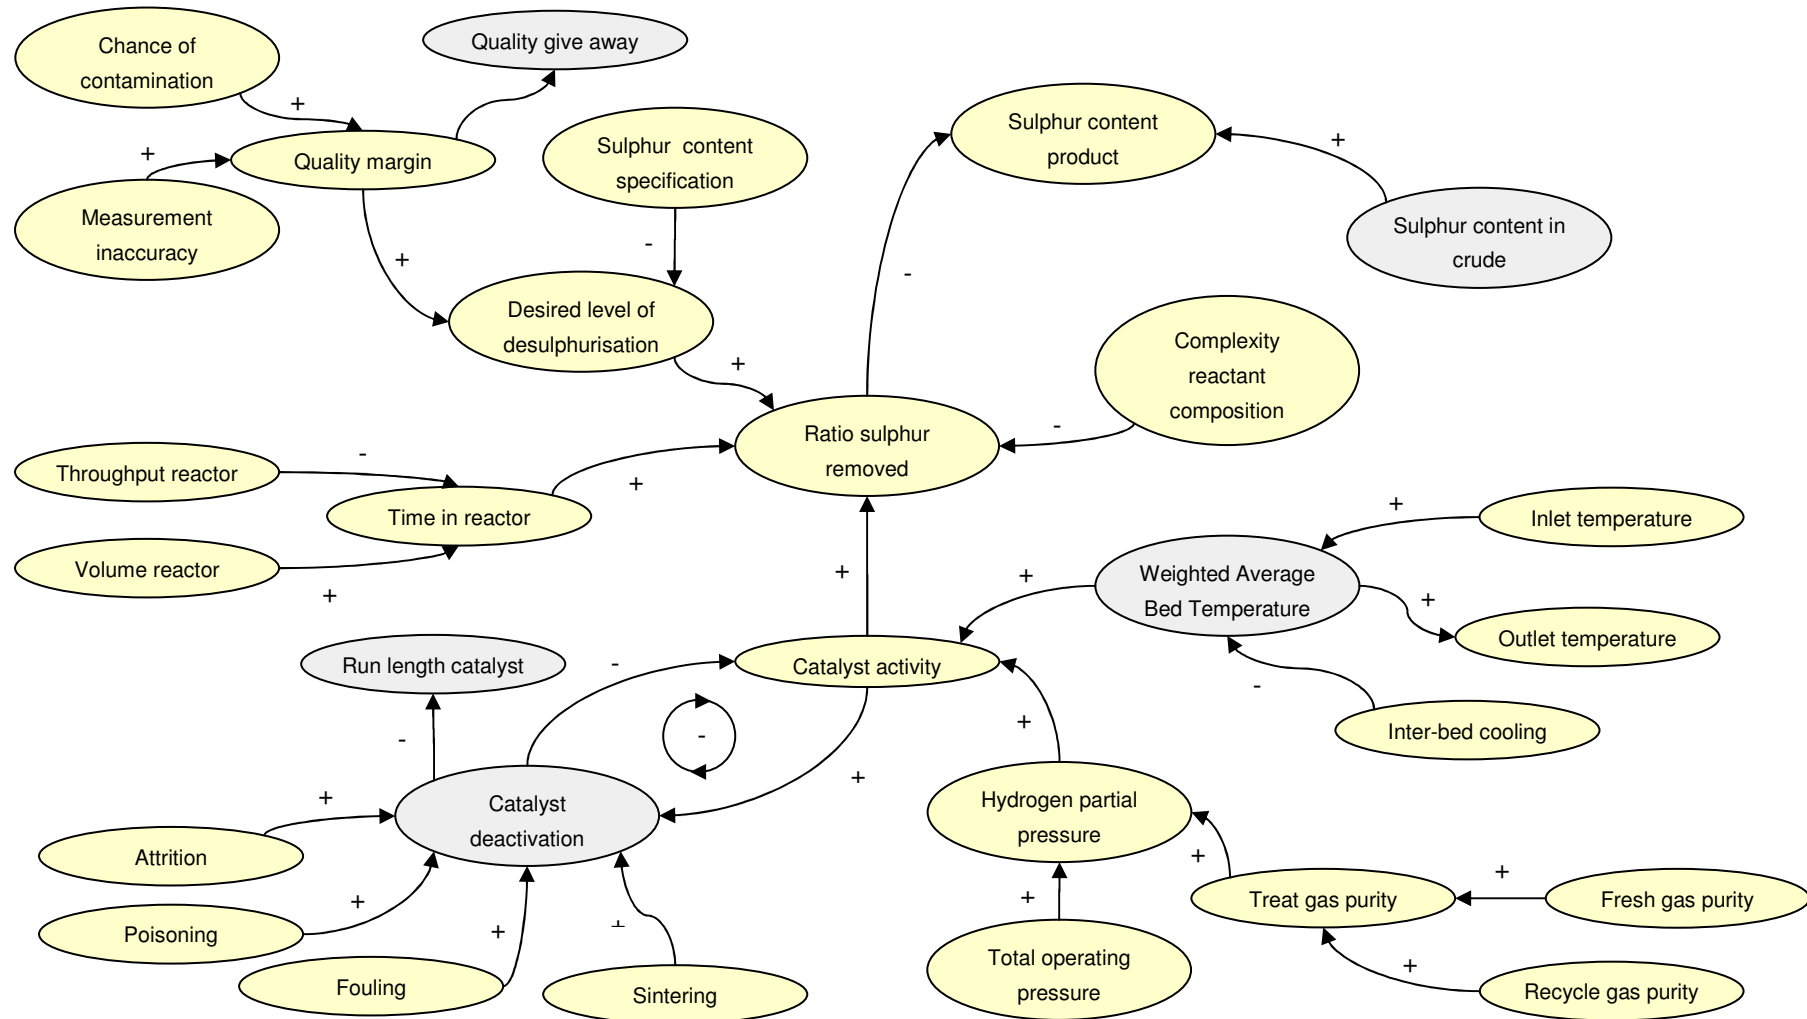 Chance of
contamination
Quality give away
+
Sulphur content
product
+
Quality margin
+
Sulphur  content
specification
Measurement
inaccuracy
Sulphur content in
crude
+
-
-
Desired level of
desulphurisation
Complexity
reactant
composition
+
Ratio sulphur
removed
-
Throughput reactor
-
+
Time in reactor
Volume reactor
+
+
Weighted Average
Bed Temperature
+
+
Inlet temperature
+
Outlet temperature
Run length catalyst
-
Catalyst activity
-
Inter-bed cooling
-
-
+
+
Catalyst
deactivation
+
Attrition
Hydrogen partial
pressure
+
Poisoning
+
+
+
Fouling
Sintering
+
Total operating
pressure
Treat gas purity
+
Fresh gas purity
+
Recycle gas purity